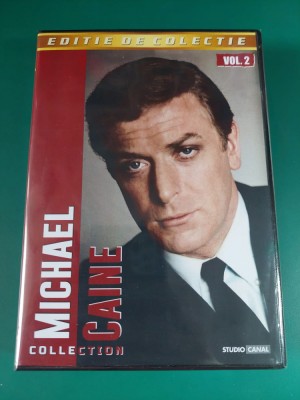 EDITIE DE COLECTIE
VOL. 2
MICHAEL
CAINE
COLLECTION
STUDIO CANAL